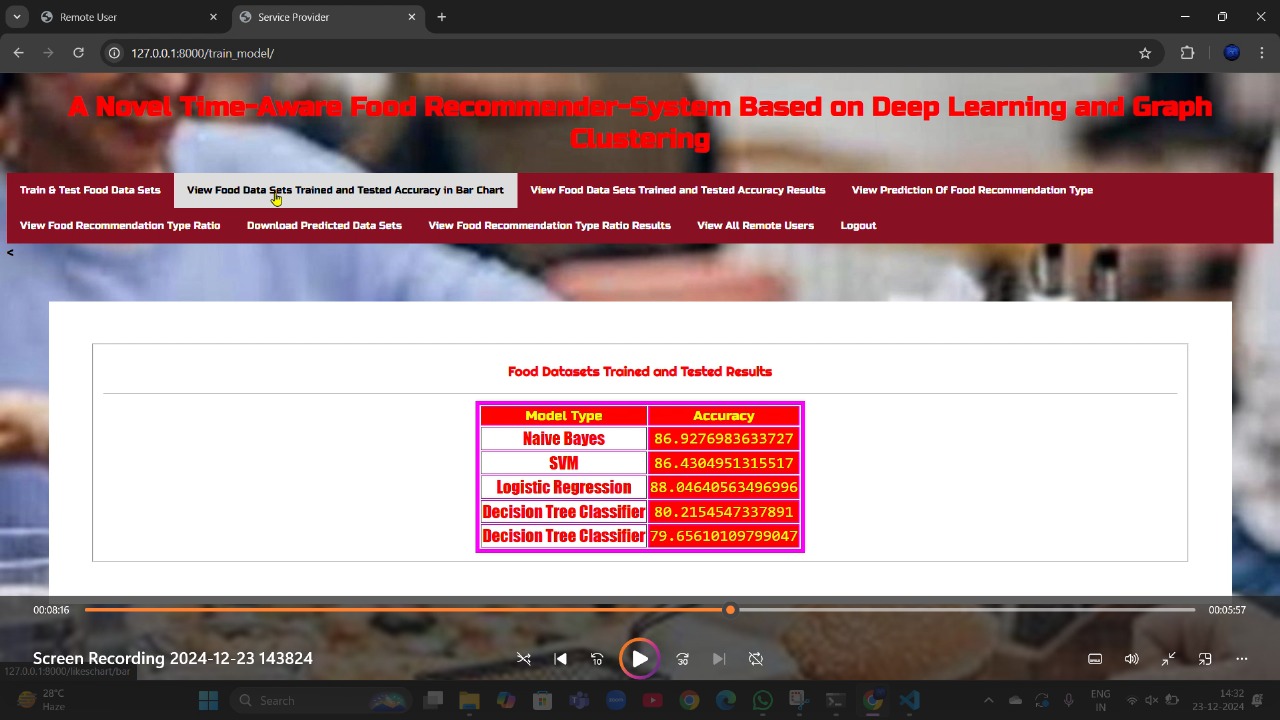 Remote User
Service Provider
127.0.0.1:8000/train_model/
A Novel Time-Aware Food Recommender-System Based on Deep Learning and Graph
Clustering
Train & Test Food Data Sets
View Food Data Sets Trained and Tested Accuracy in Bar Chart
View Food Data Sets Trained and Tested Accuracy Results
View Prediction Of Food Recommendation Type
View Food Recommendation Type Ratio
Download Predicted Data Sets
View Food Recommendation Type Ratio Results
View All Remote Users
Logout
<
Food Datasets Trained and Tested Results
Model Type Accuracy
Naive Bayes 86.9276983633727
SVM 86.4304951315517
Logistic Regression 88.04640563496996
Decision Tree Classifier 80.2154547337891
Decision Tree Classifier 79.65610109799047
00:08:16
00:05:57
Screen Recording 2024-12-23 143824
10
30
127.0.0.1:8000/likeschart/bar
28°C
Haze
Search
ENG
IN
14:32
23-12-2024